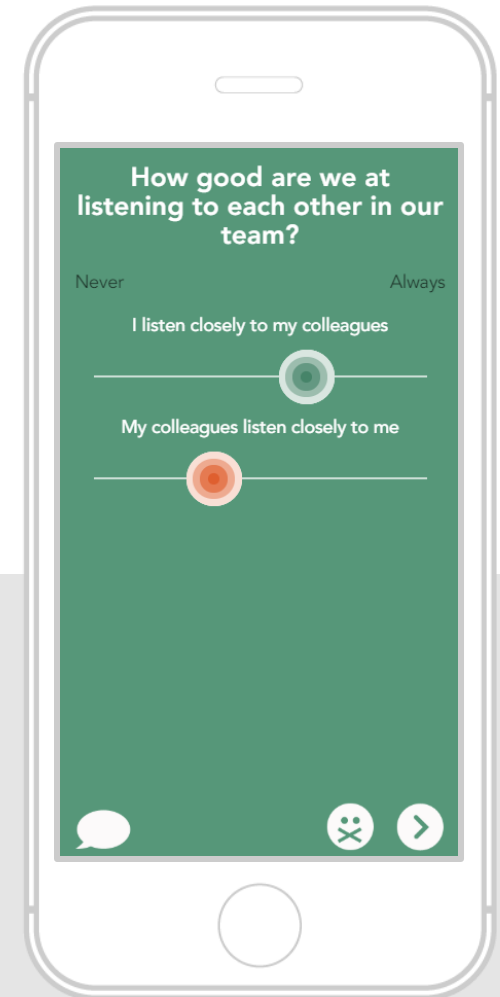 How good are we at
listening to each other in our
team?
Never
Always
I listen closely to my colleagues
My colleagues listen closely to me